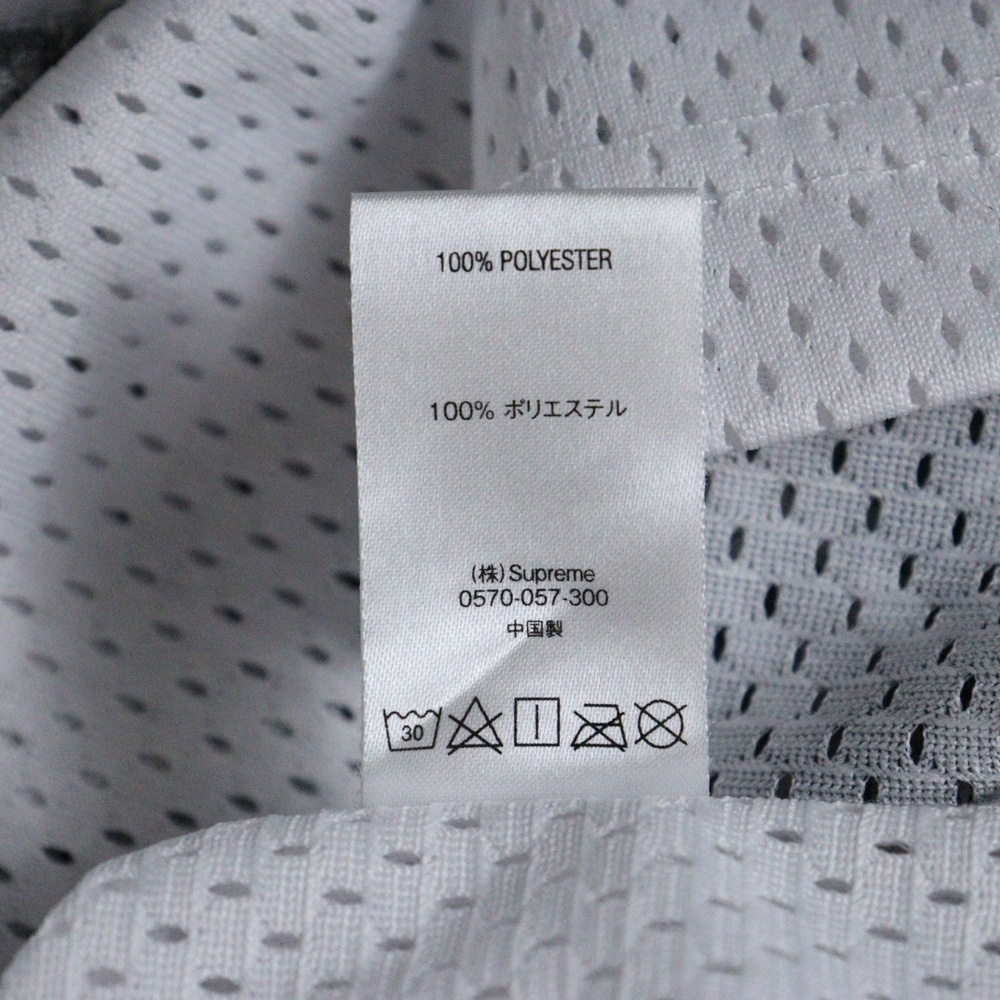 100% POLYESTER
100% ポリエステル
(株)Supreme
0570-057-300
中国製
30